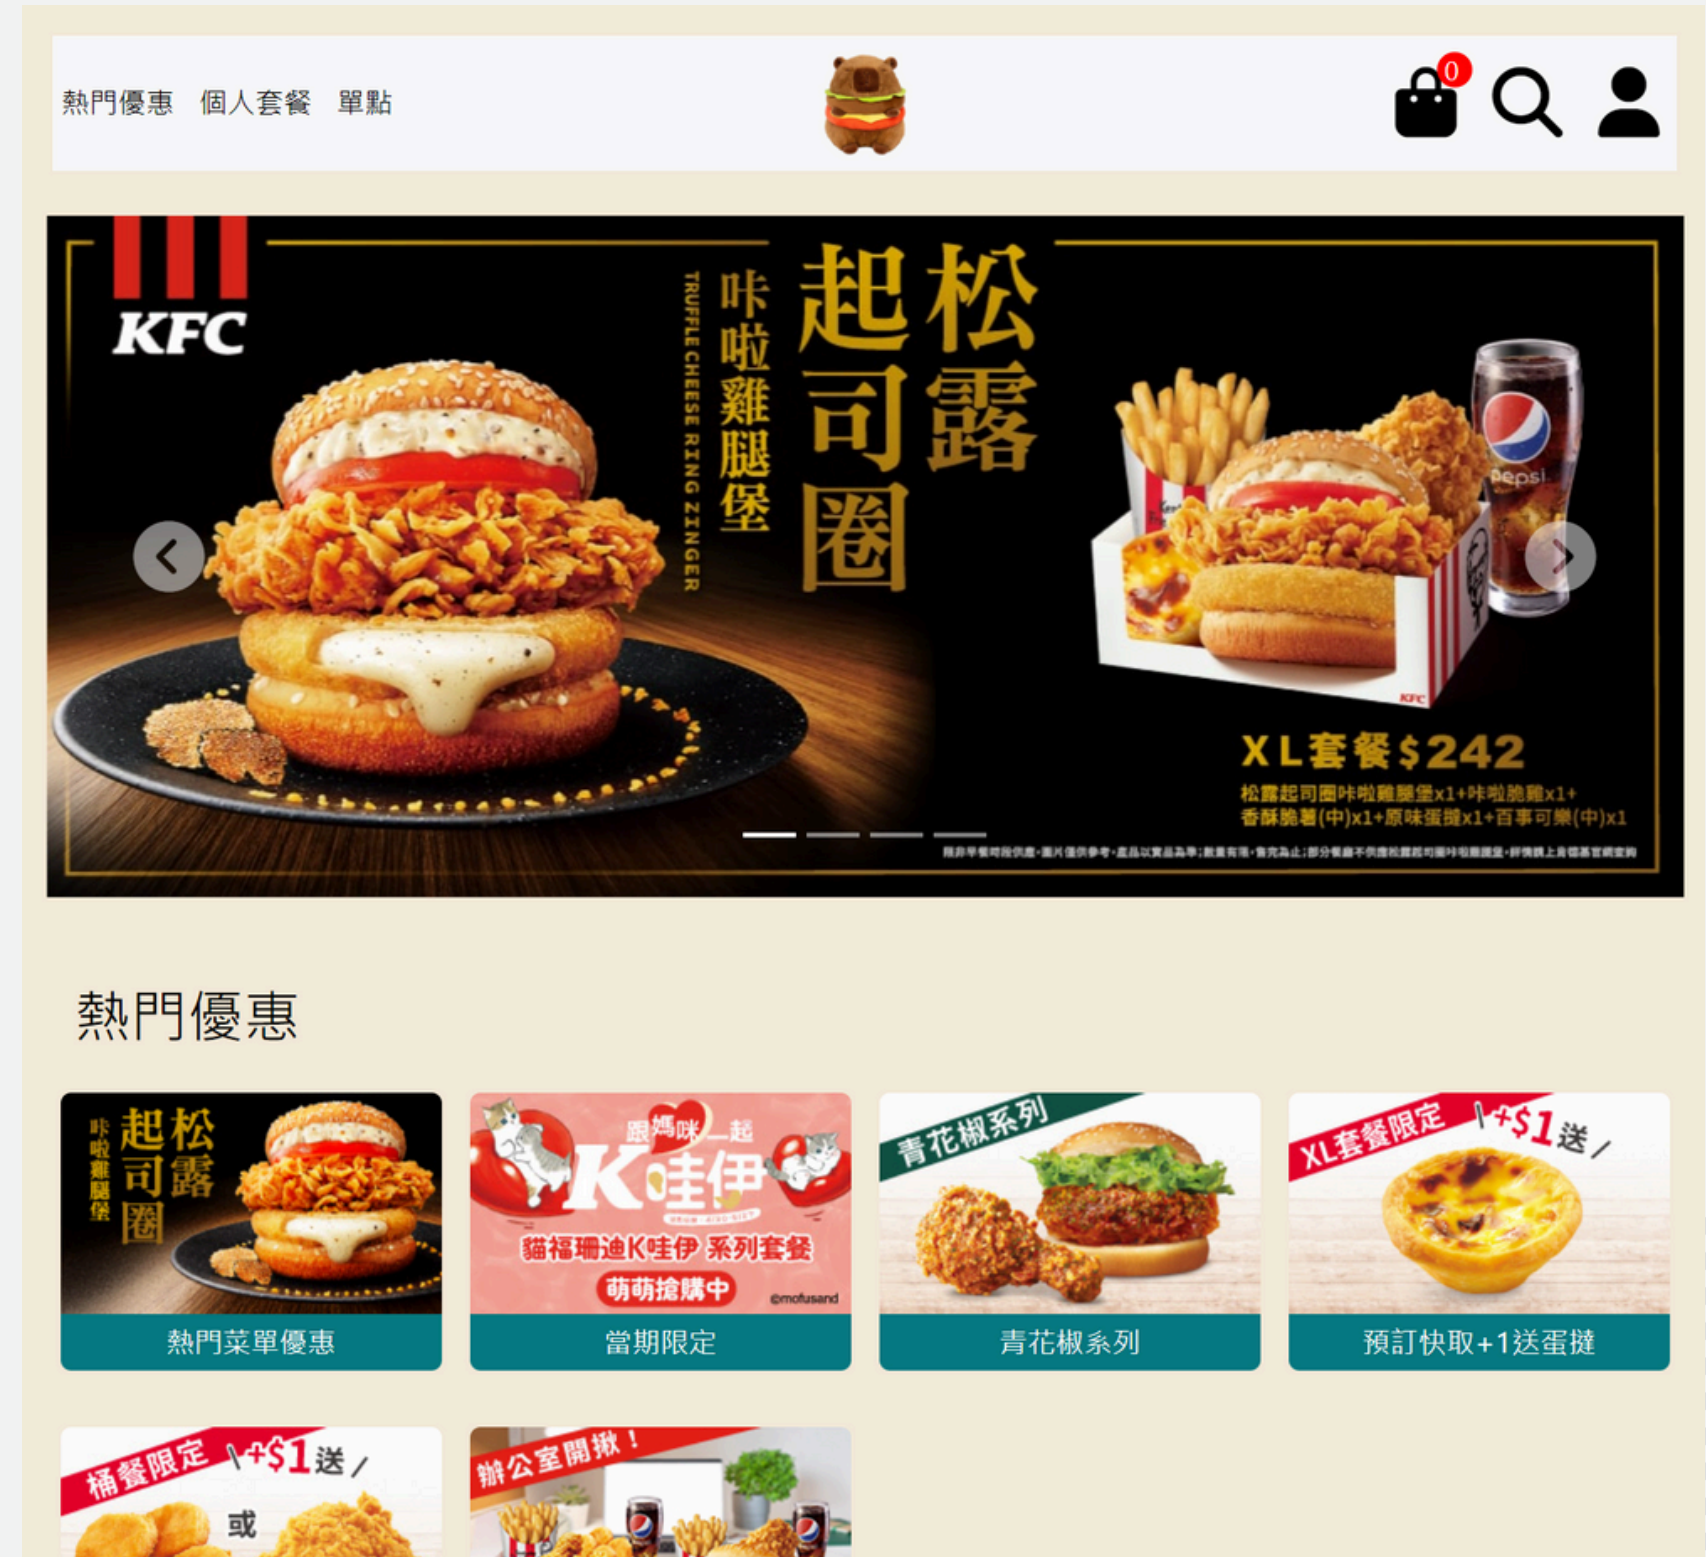 熱門優惠 個人套餐 單點
0
KFC
松露
起司圈
咔啦雞腿堡
TRUFFLE CHEESE RING ZINGER
pepsi
KFC
XL套餐$242
松露起司圈咔啦雞腿堡x1+咔啦脆雞x1+
香酥脆薯(中)x1+原味蛋撻x1+百事可樂(中)x1
熱門優惠
松露
起司圈
咔啦雞腿堡
熱門菜單優惠
跟媽咪一起
K哇伊
貓福珊迪K哇伊 系列套餐
萌萌搶購中
©mofusand
當期限定
青花椒系列
青花椒系列
XL套餐限定
+$1送
預訂快取+1送蛋撻
桶餐限定
+$1送
或
辦公室開揪！